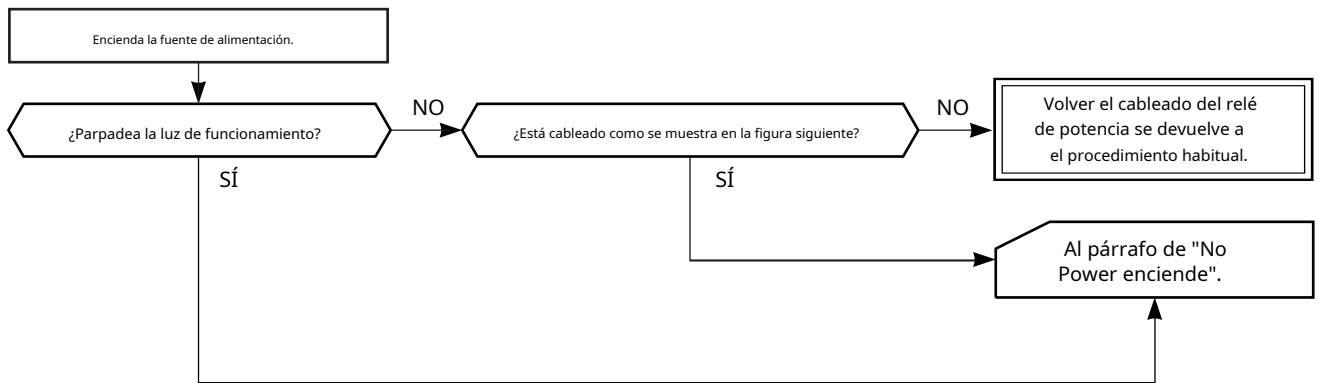 Encienda la fuente de alimentación.
¿Parpadea la luz de funcionamiento?
NO
¿Está cableado como se muestra en la figura siguiente?
NO
Volver el cableado del relé
de potencia se devuelve a
el procedimiento habitual.
SÍ
SÍ
Al párrafo de "No
Power enciende".